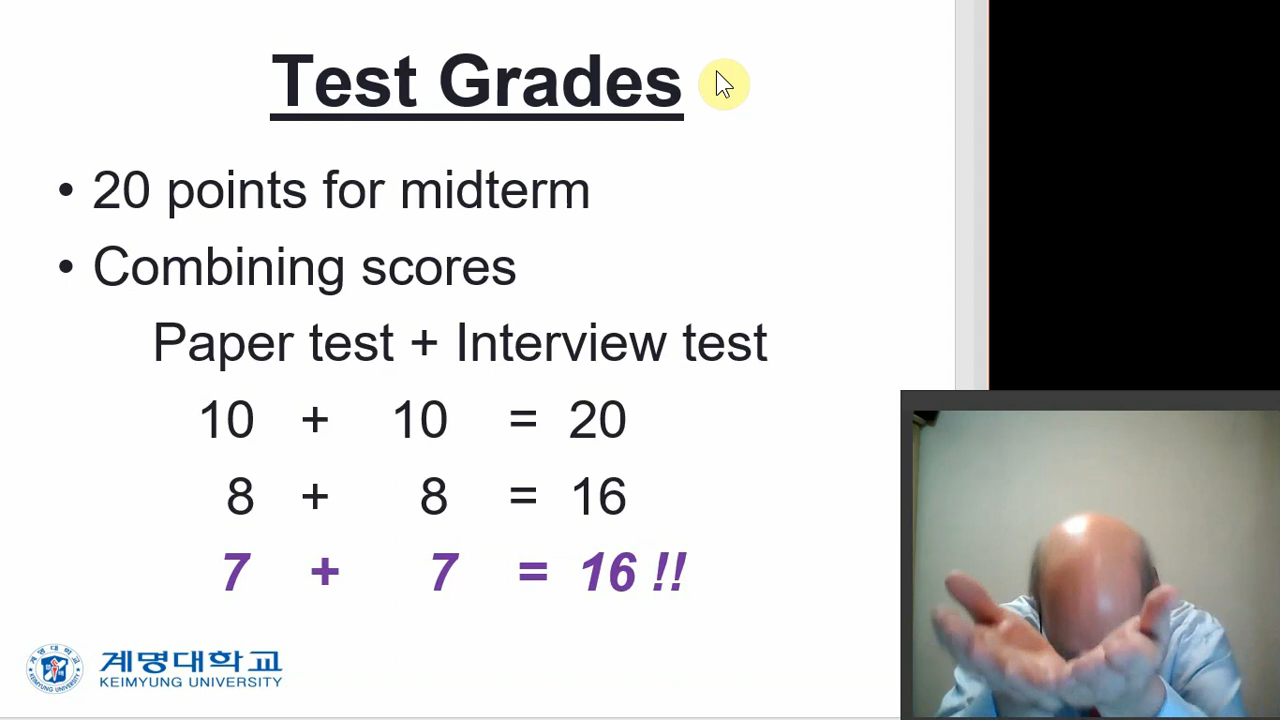 Test Grades
• 20 points for midterm
• Combining scores
Paper test + Interview test
10 + 10 = 20
8 + 8 = 16
7 + 7 = 16 !!
계명대학교
KEIMYUNG UNIVERSITY